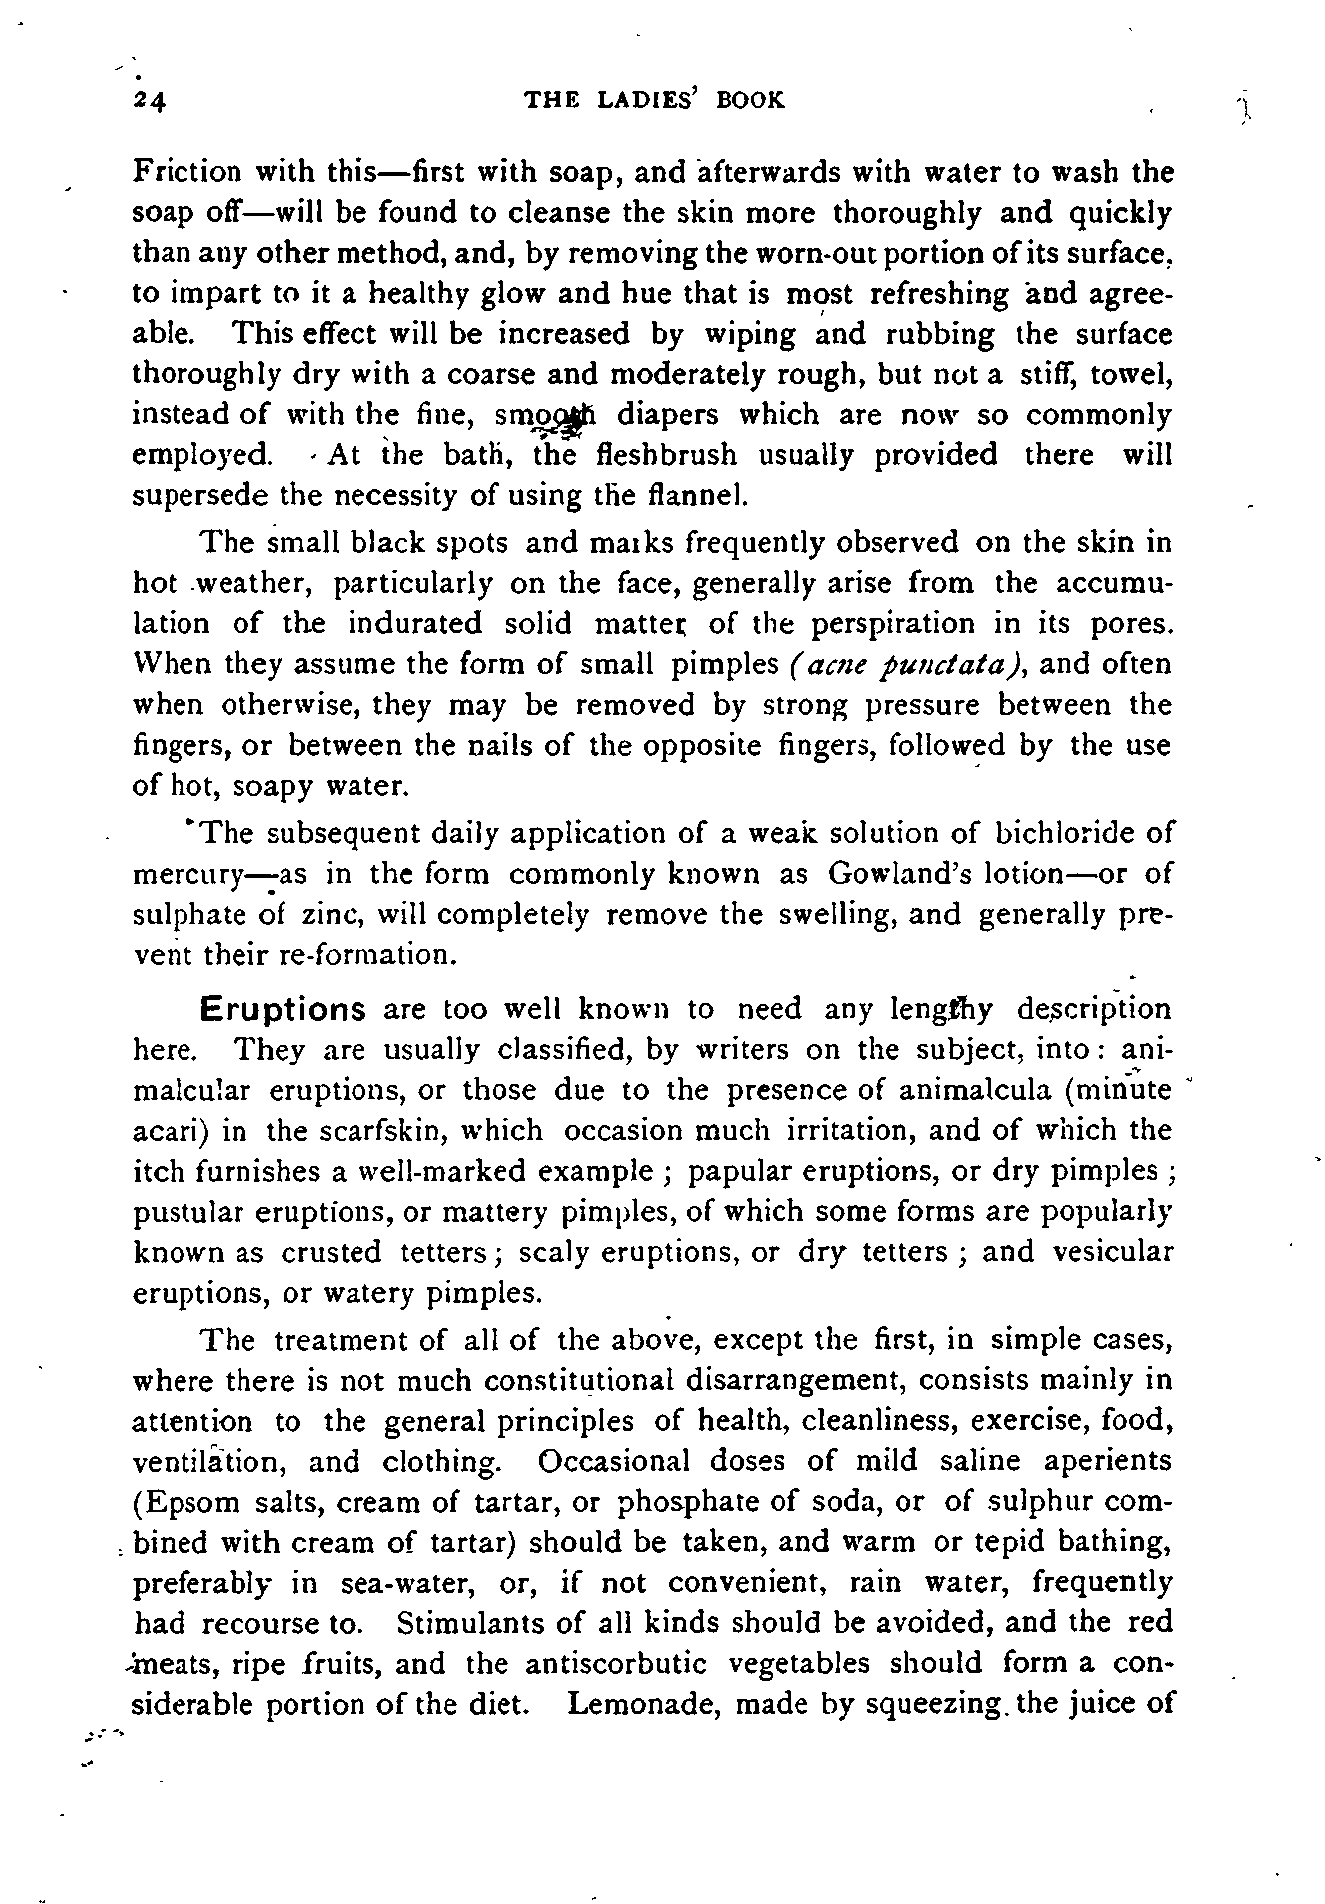 24 THE LADIES' BOOK
Friction with this—first with soap, and afterwards with water to wash the
soap off—will be found to cleanse the skin more thoroughly and quickly
than any other method, and, by removing the worn-out portion of its surface,
to impart to it a healthy glow and hue that is most refreshing and agree-
able. This effect will be increased by wiping and rubbing the surface
thoroughly dry with a coarse and moderately rough, but not a stiff, towel,
instead of with the fine, smooth diapers which are now so commonly
employed. At the bath, the fleshbrush usually provided there will
supersede the necessity of using the flannel.
The small black spots and marks frequently observed on the skin in
hot weather, particularly on the face, generally arise from the accumu-
lation of the indurated solid matter of the perspiration in its pores.
When they assume the form of small pimples (acne punctata), and often
when otherwise, they may be removed by strong pressure between the
fingers, or between the nails of the opposite fingers, followed by the use
of hot, soapy water.
The subsequent daily application of a weak solution of bichloride of
mercury—as in the form commonly known as Gowland's lotion—or of
sulphate of zinc, will completely remove the swelling, and generally pre-
vent their re-formation.
Eruptions are too well known to need any lengthy description
here. They are usually classified, by writers on the subject, into : ani-
malcular eruptions, or those due to the presence of animalcula (minute
acari) in the scarfskin, which occasion much irritation, and of which the
itch furnishes a well-marked example ; papular eruptions, or dry pimples ;
pustular eruptions, or mattery pimples, of which some forms are popularly
known as crusted tetters ; scaly eruptions, or dry tetters ; and vesicular
eruptions, or watery pimples.
The treatment of all of the above, except the first, in simple cases,
where there is not much constitutional disarrangement, consists mainly in
attention to the general principles of health, cleanliness, exercise, food,
ventilation, and clothing. Occasional doses of mild saline aperients
(Epsom salts, cream of tartar, or phosphate of soda, or of sulphur com-
bined with cream of tartar) should be taken, and warm or tepid bathing,
preferably in sea-water, or, if not convenient, rain water, frequently
had recourse to. Stimulants of all kinds should be avoided, and the red
meats, ripe fruits, and the antiscorbutic vegetables should form a con-
siderable portion of the diet. Lemonade, made by squeezing the juice of